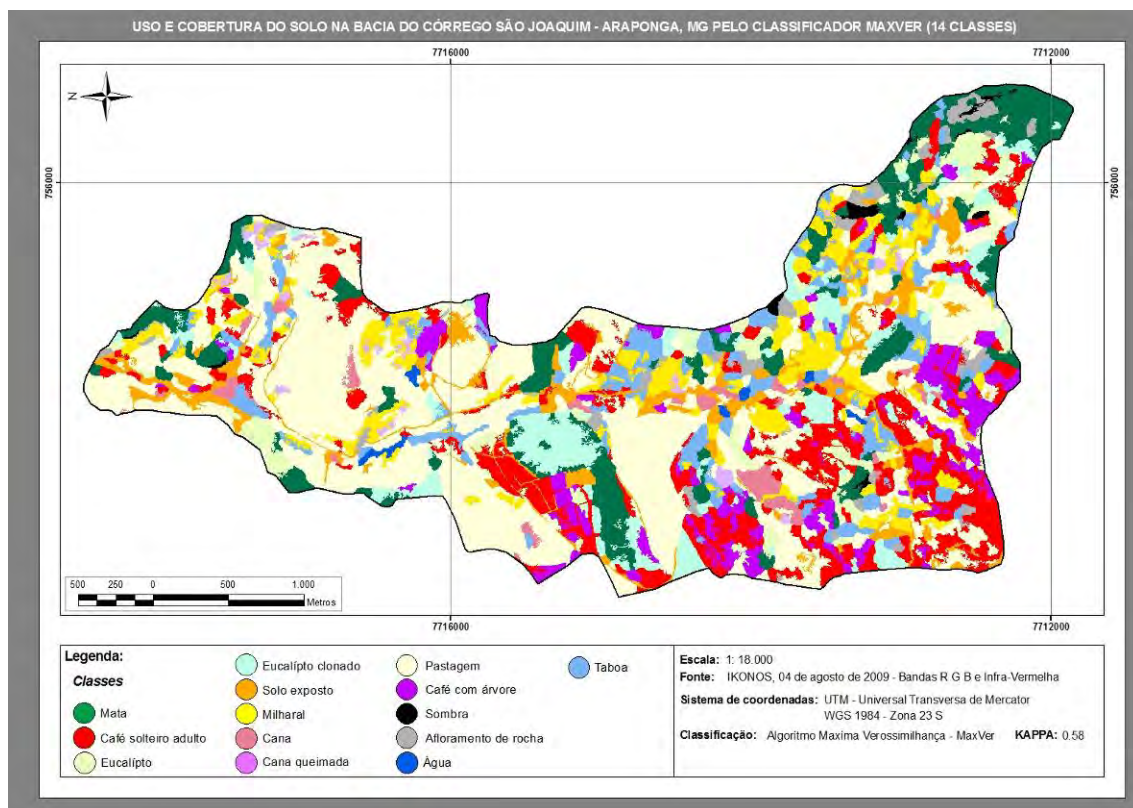 USO E COBERTURA DO SOLO NA BACIA DO CÓRREGO SÃO JOAQUIM - ARAPONGA, MG PELO CLASSIFICADOR MAXVER (14 CLASSES)
7716000
7712000
N
756000
756000
500 250 0 500 1.000
Metros
7716000
7712000
Legenda:
Classes
Mata
Café solteiro adulto
Eucalípto
Eucalípto clonado
Solo exposto
Milharal
Cana
Cana queimada
Pastagem
Café com árvore
Sombra
Afloramento de rocha
Água
Taboa
Escala: 1: 18.000
Fonte: IKONOS, 04 de agosto de 2009 - Bandas R G B e Infra-Vermelha
Sistema de coordenadas: UTM - Universal Transversa de Mercator
WGS 1984 - Zona 23 S
Classificação: Algoritmo Maxima Verossimilhança - MaxVer KAPPA: 0.58